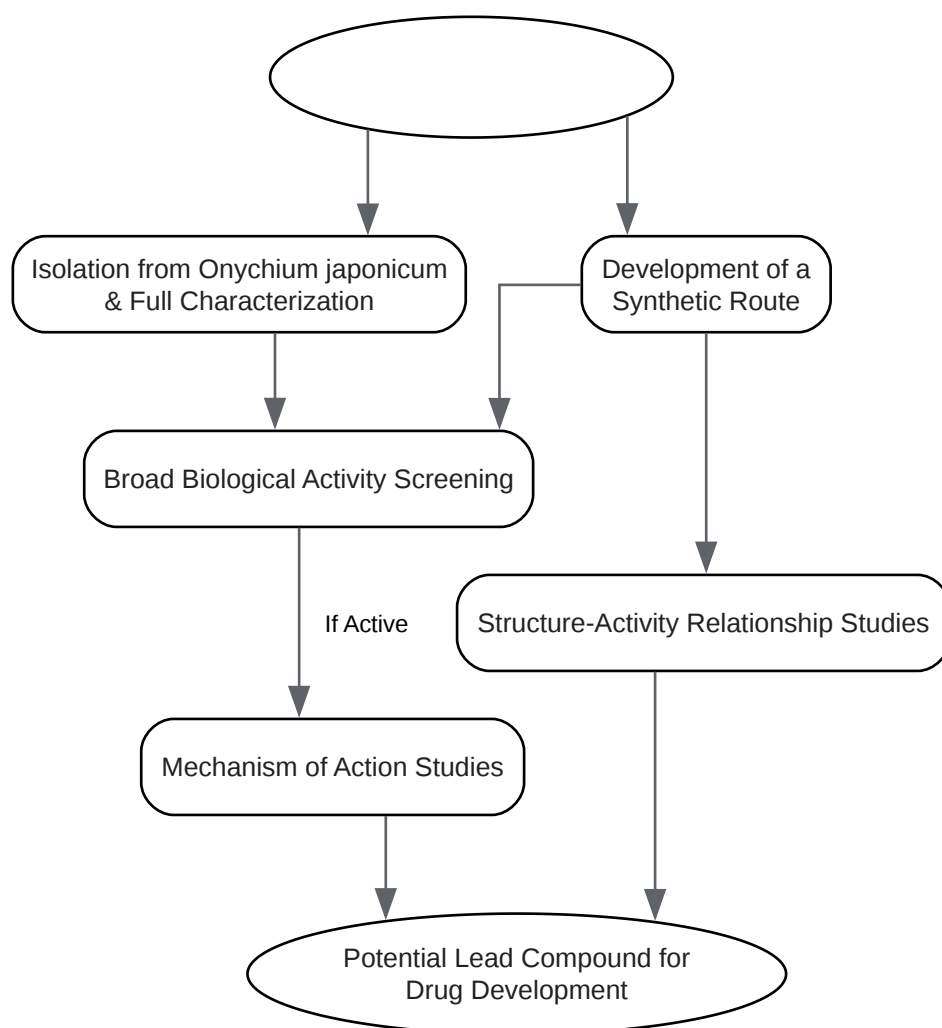 Isolation from Onychium japonicum
& Full Characterization
Development of a
Synthetic Route
Broad Biological Activity Screening
If Active
Structure-Activity Relationship Studies
Mechanism of Action Studies
Potential Lead Compound for
Drug Development